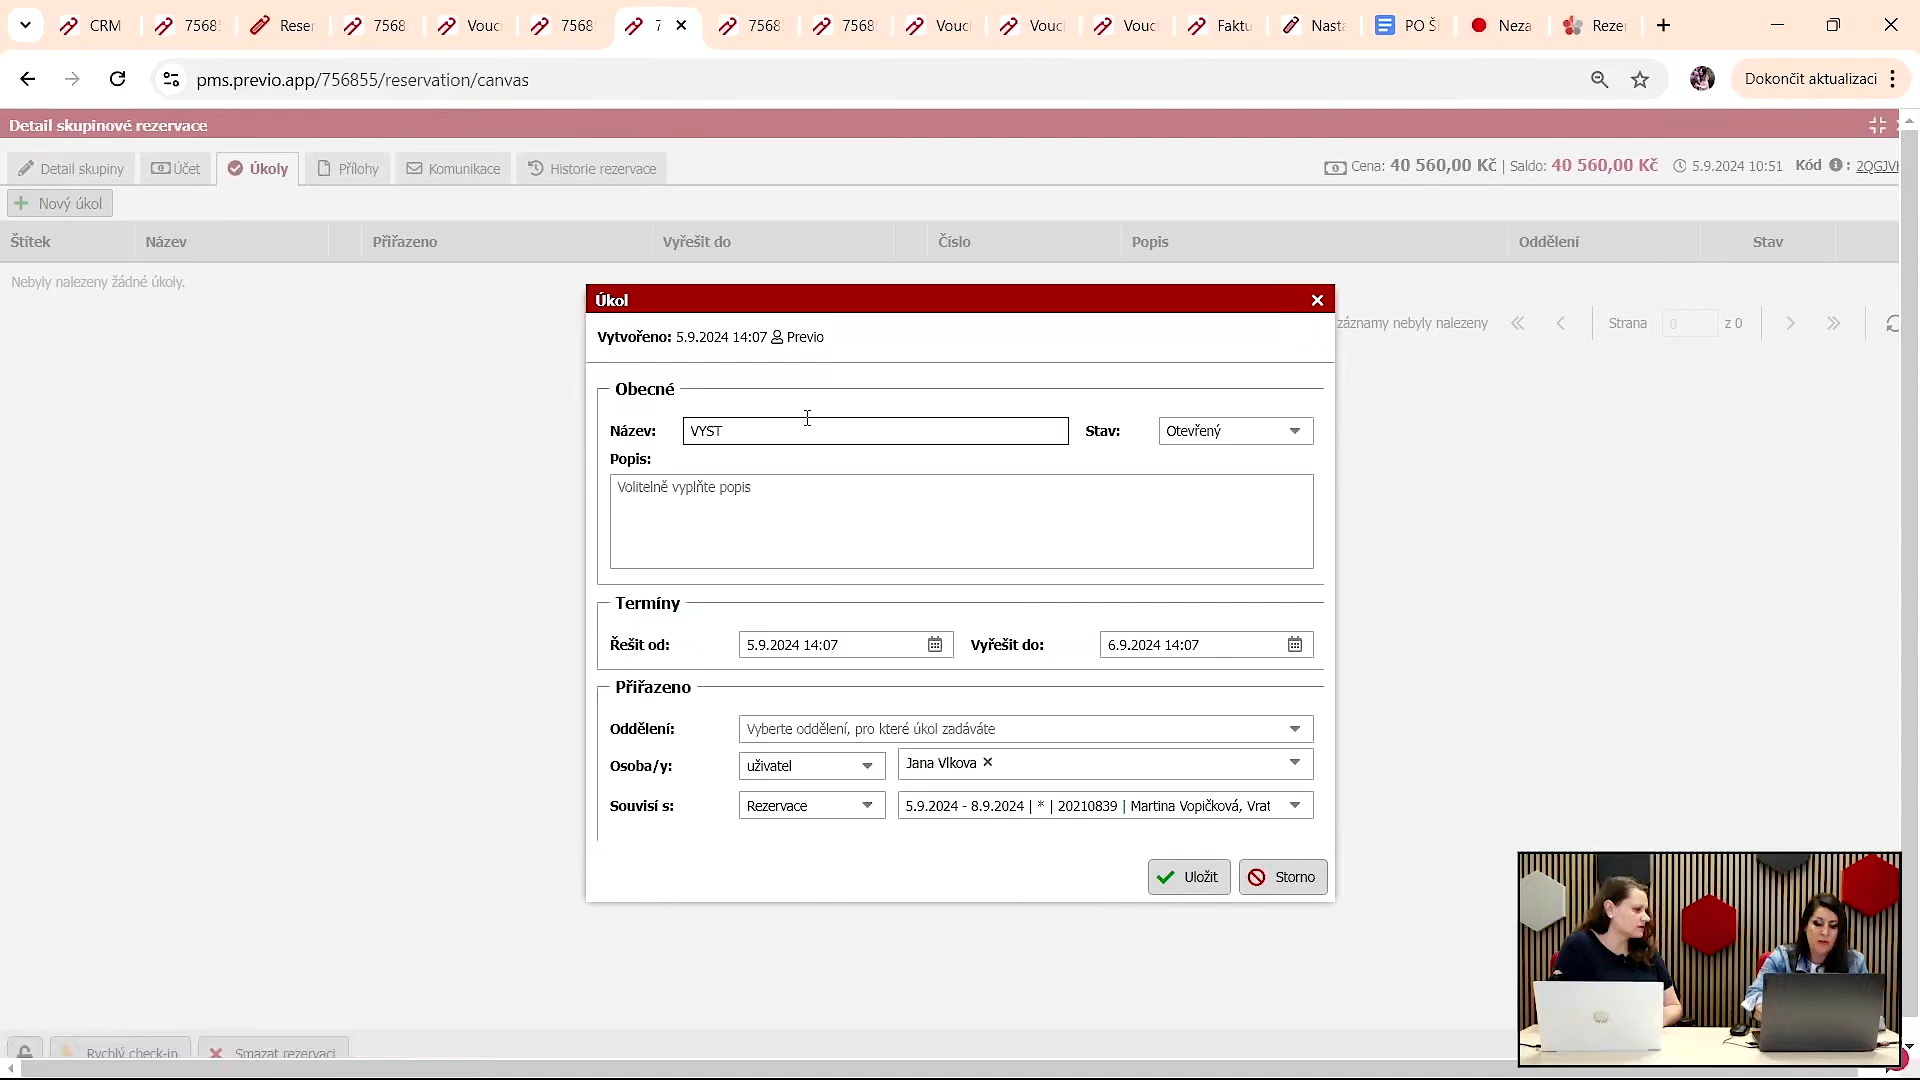 CRM 7568 Rese 756 Vouc 7568 7 7568 7568 Vouc Vouc Vouc Faktu Nasta PO Neza Reze
pms.previo.app/756855/reservation/canvas
Dokončit aktualizaci
Detail skupinové rezervace
Detail skupiny Účet Úkoly Přílohy Komunikace Historie rezervace
Cena: 40 560,00 Kč | Saldo: 40 560,00 Kč 5.9.2024 10:51 Kód : 2QGJV
Nový úkol
Štítek Název Přiřazeno Vyřešit do Číslo Popis Oddělení Stav
Nebyly nalezeny žádné úkoly.
záznamy nebyly nalezeny Strana 0 z 0
Úkol
Vytvořeno: 5.9.2024 14:07 Previo
Obecné
Název: VYST Stav: Otevřený
Popis:
Volitelně vyplňte popis
Termíny
Řešit od: 5.9.2024 14:07 Vyřešit do: 6.9.2024 14:07
Přiřazeno
Oddělení: Vyberte oddělení, pro které úkol zadáváte
Osoba/y: uživatel Jana Vlkova
Souvisí s: Rezervace 5.9.2024 - 8.9.2024 | * | 20210839 | Martina Vopičková, Vrat
Uložit Storno
Rychlý check-in Smazat rezervaci